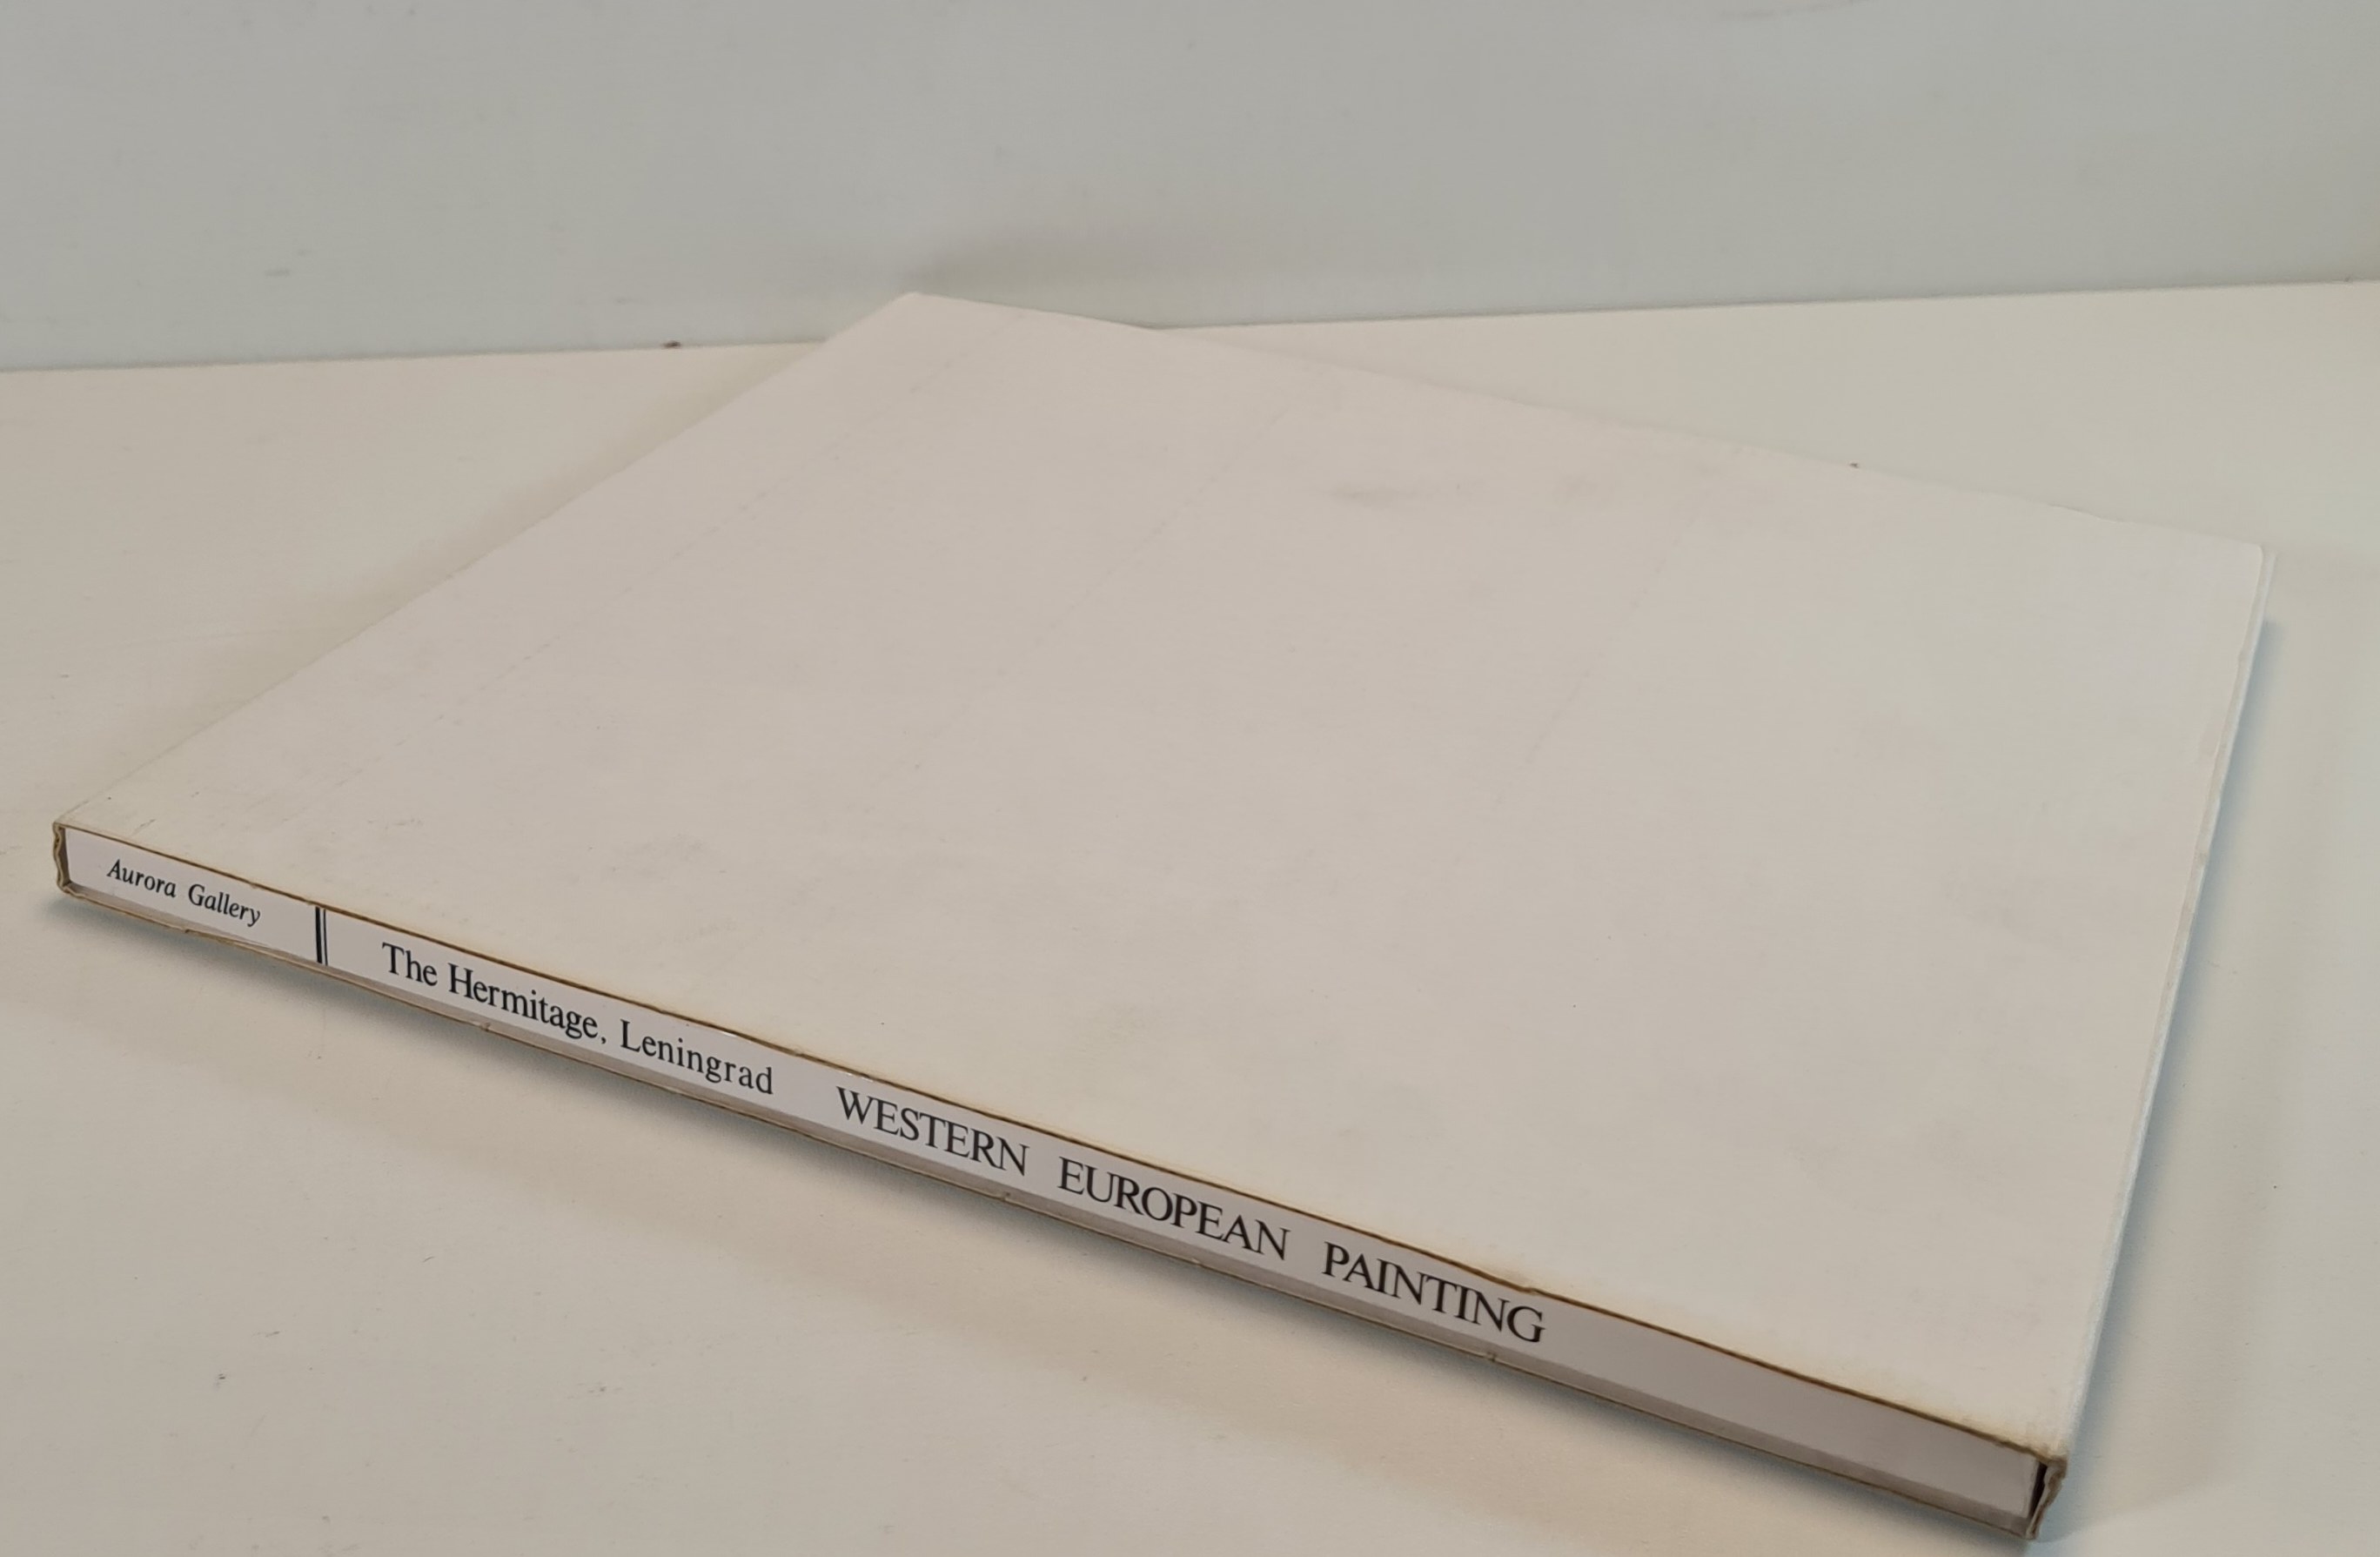 Aurora Gallery
The Hermitage, Leningrad WESTERN EUROPEAN PAINTING